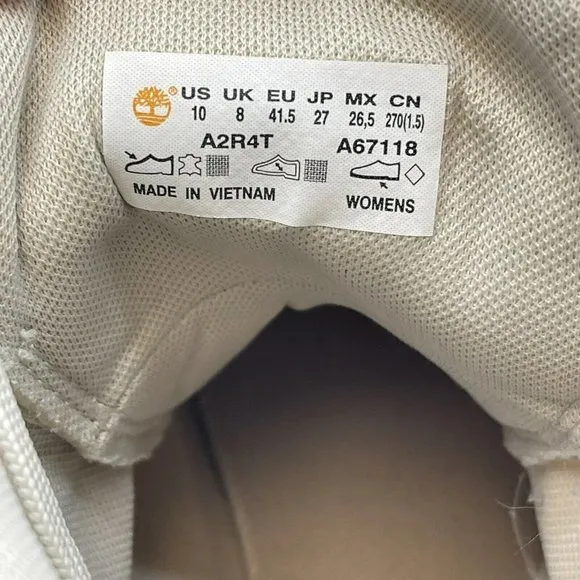 ® US UK EU JP MX CN
10 8 41.5 27 26,5 270(1.5)
A2R4T A67118
MADE IN VIETNAM WOMENS